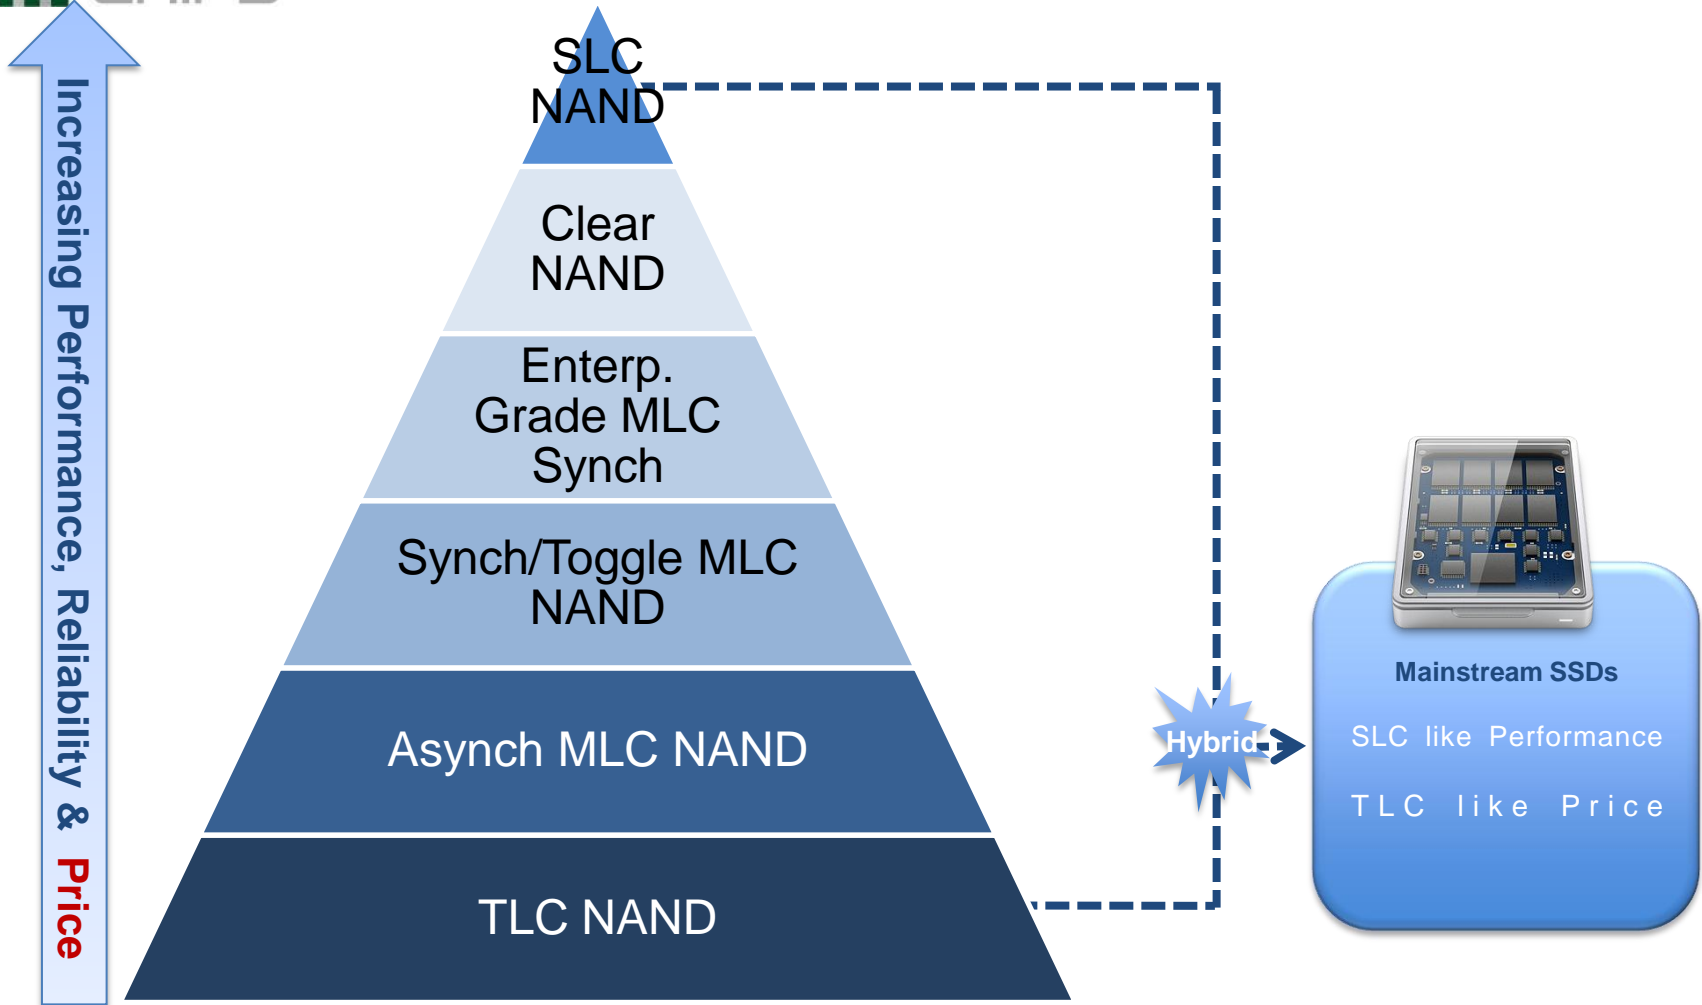 Increasing Performance, Reliability & Price
SLC
NAND
Clear
NAND
Enterp.
Grade MLC
Synch
Synch/Toggle MLC
NAND
Asynch MLC NAND
TLC NAND
Hybrid
Mainstream SSDs
SLC like Performance
TLC like Price